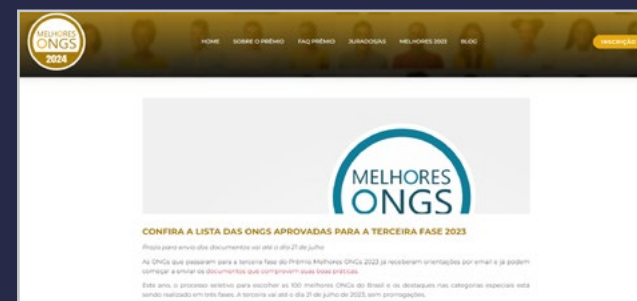 MELHORES
ONGS
2024
HOME SOBRE O PRÊMIO FAQ PRÊMIO JURADOS/AS MELHORES 2023 BLOG
INSCRIÇÃO
MELHORES
ONGS
CONFIRA A LISTA DAS ONGS APROVADAS PARA A TERCEIRA FASE 2023
Prazo para envio dos documentos vai até o dia 21 de julho
As ONGs que passaram para a terceira fase do Prêmio Melhores ONGs 2023 já receberam orientações por email e já podem
começar a enviar os documentos que comprovem suas boas práticas.
Este ano, o processo seletivo para escolher as 100 melhores ONGs do Brasil e os destaques nas categorias especiais está
sendo realizado em três fases. A terceira vai até o dia 21 de julho de 2023, sem prorrogações.